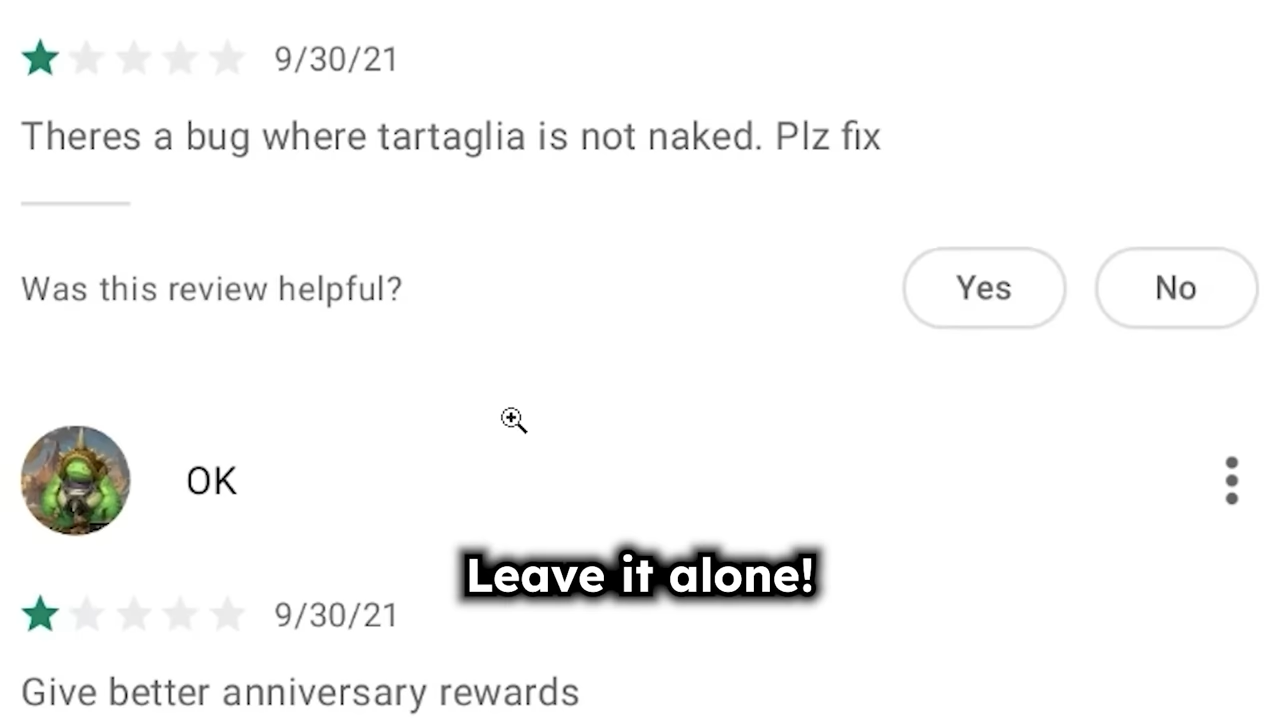 9/30/21
Theres a bug where tartaglia is not naked. Plz fix
Was this review helpful?
Yes
No
OK
Leave it alone!
9/30/21
Give better anniversary rewards